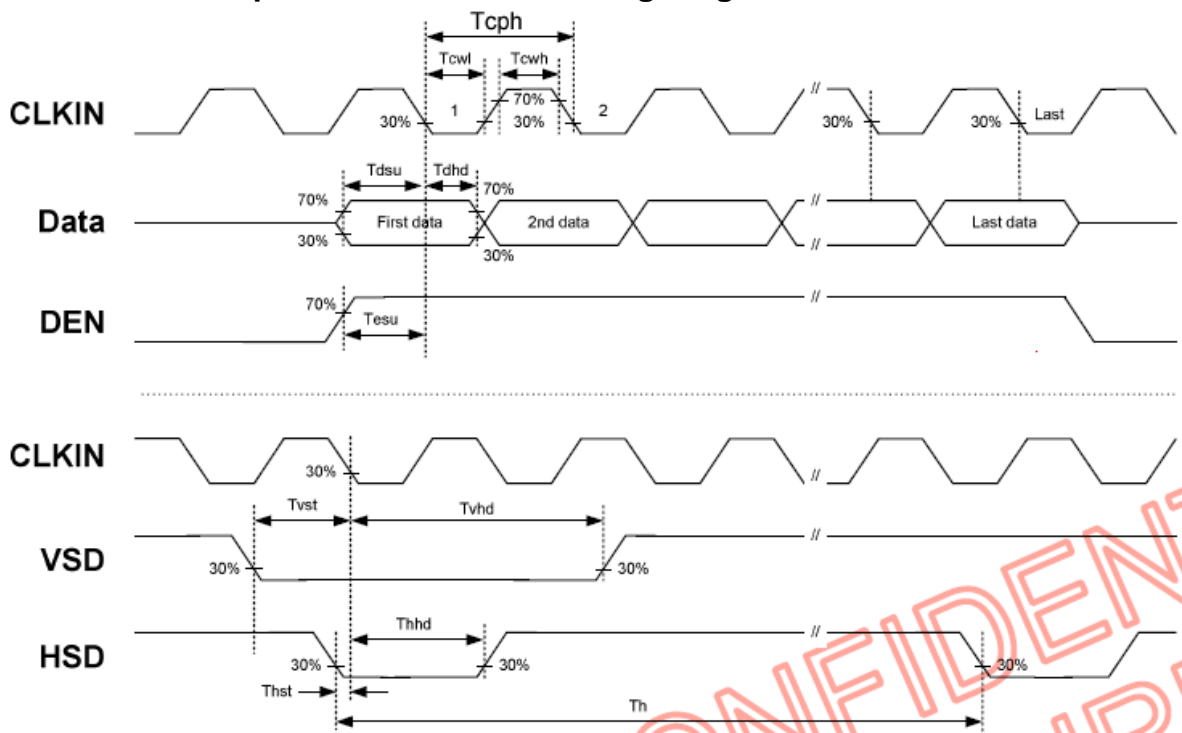 Tcph
Tcwl Tcwh
CLKIN
30% 1 70% 30% 2 30% 30% Last
Tdsu Tdhd
70% 70%
Data First data 2nd data // Last data
30% 30%
70%
DEN //
Tesu
CLKIN
30% //
Tvst Tvhd
VSD
30% 30% //
Thhd
HSD
30% 30% // 30%
Thst
Th